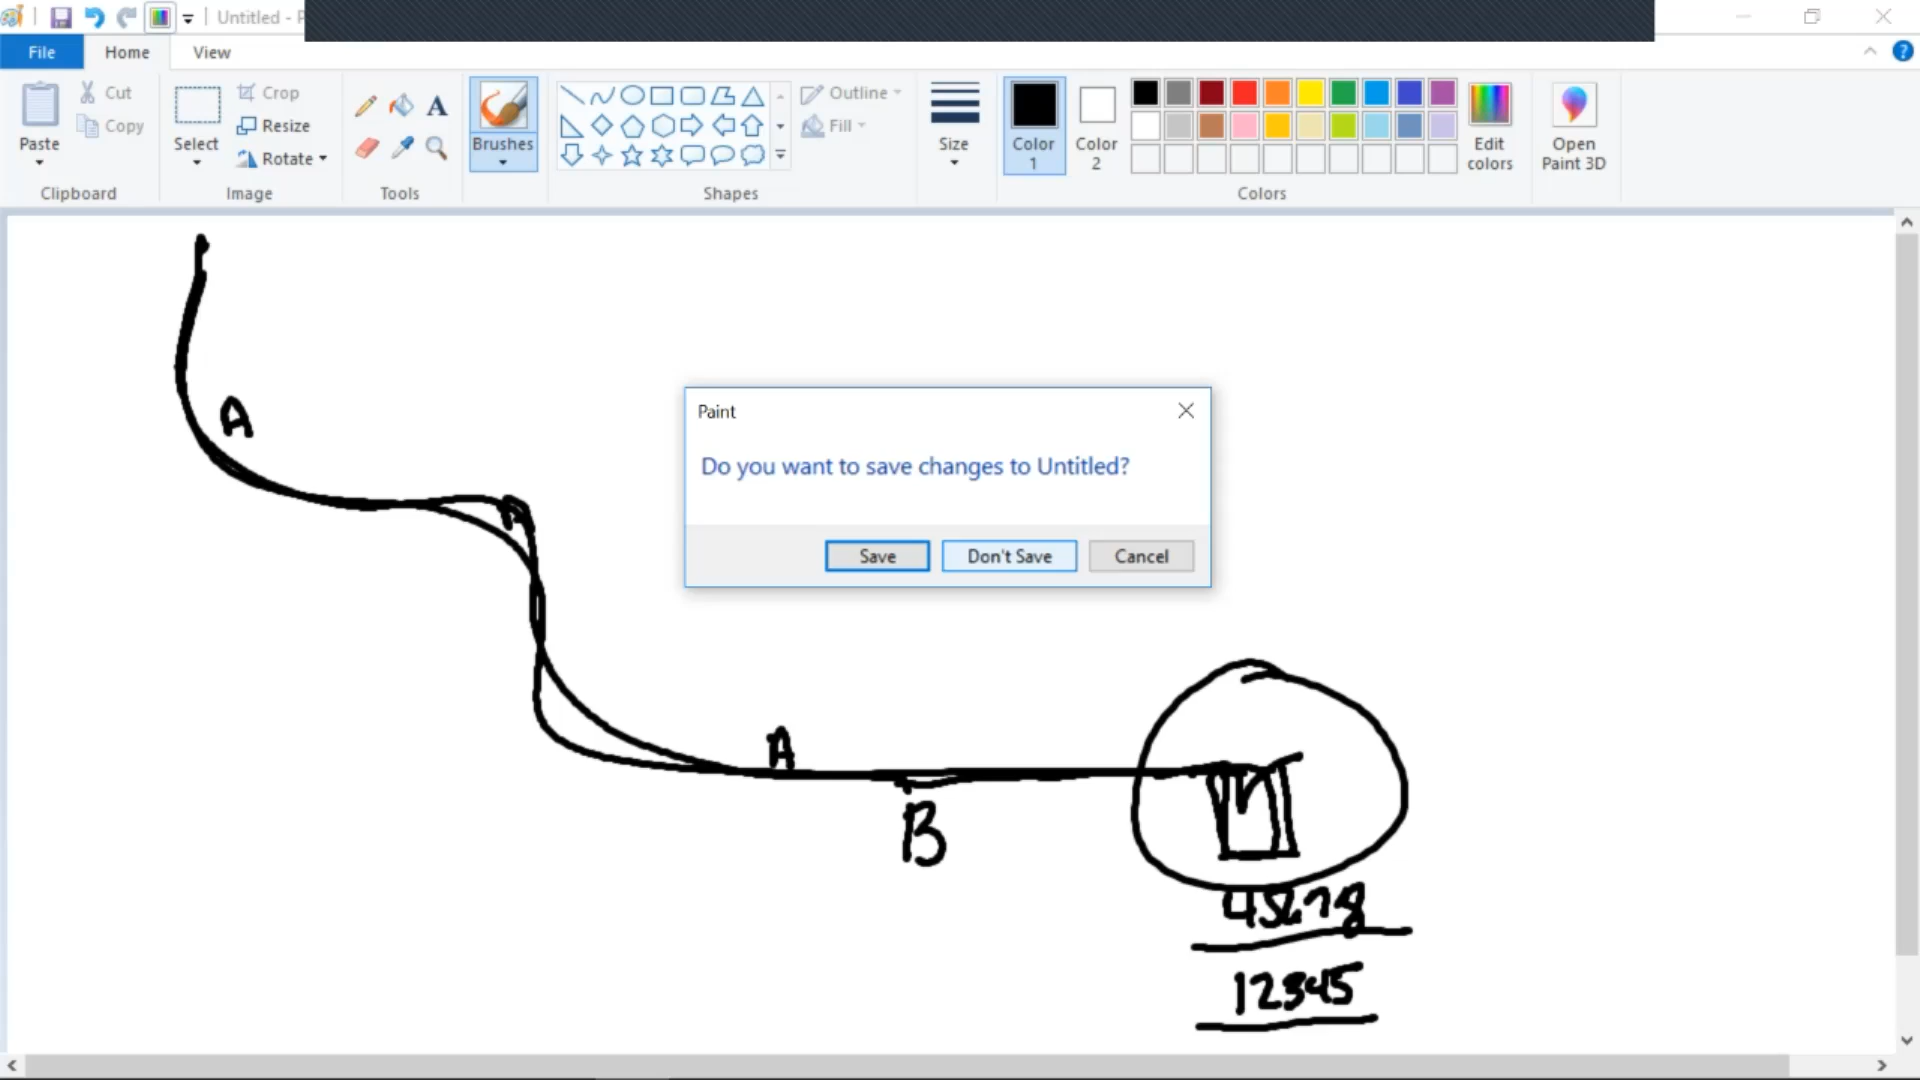 Untitled - P
File
Home
View
Paste
Cut
Copy
Clipboard
Select
Crop
Resize
Rotate
Image
A
Tools
Brushes
Shapes
Outline
Fill
Size
Color 1
Color 2
Edit colors
Colors
Open Paint 3D
?
A
Paint
Do you want to save changes to Untitled?
Save
Don't Save
Cancel
A
B
12345